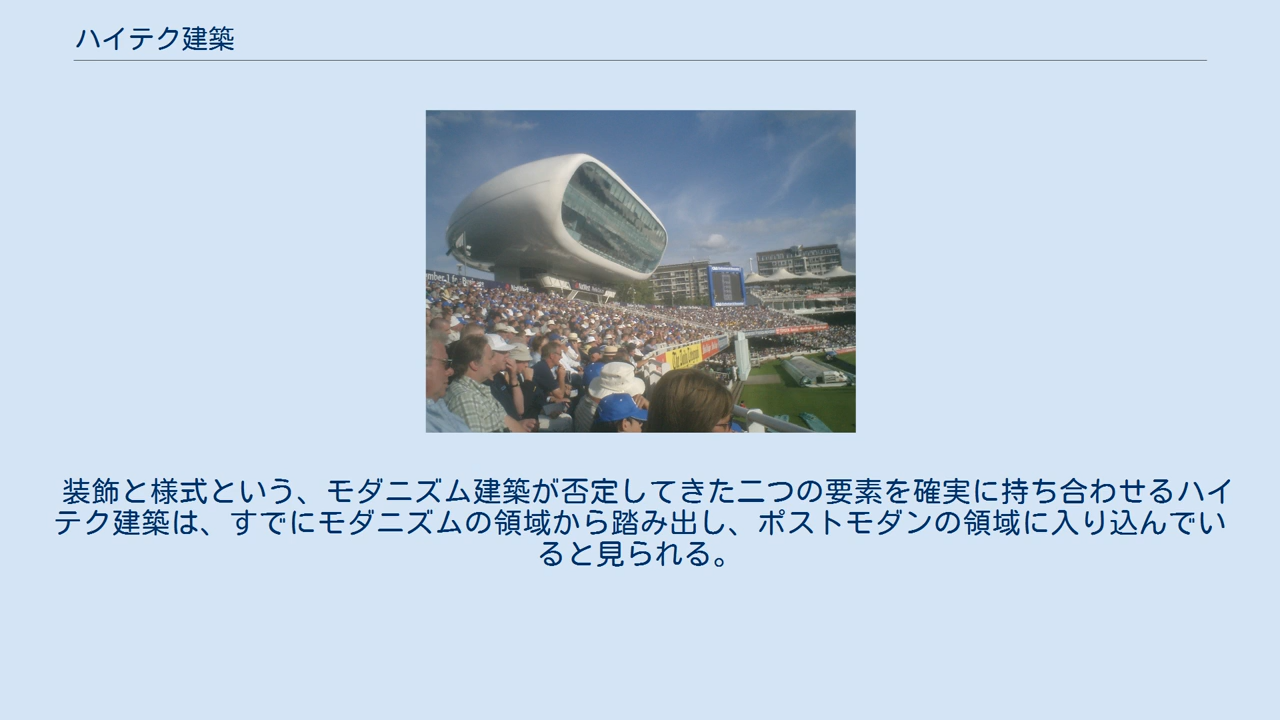 ハイテク建築
装飾と様式という、モダニズム建築が否定してきた二つの要素を確実に持ち合わせるハイ
テク建築は、すでにモダニズムの領域から踏み出し、ポストモダンの領域に入り込んでい
ると見られる。